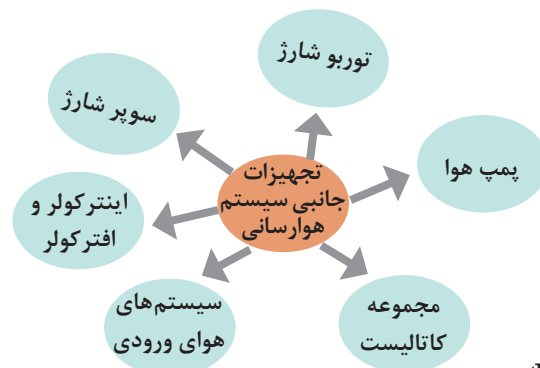 توربو شارژ
سوپر شارژ
پمپ هوا
تجهیزات
جانبی سیستم
هوارسانی
اینترکولر و
افترکولر
سیستم‌های
هوای ورودی
مجموعه
کاتالیست